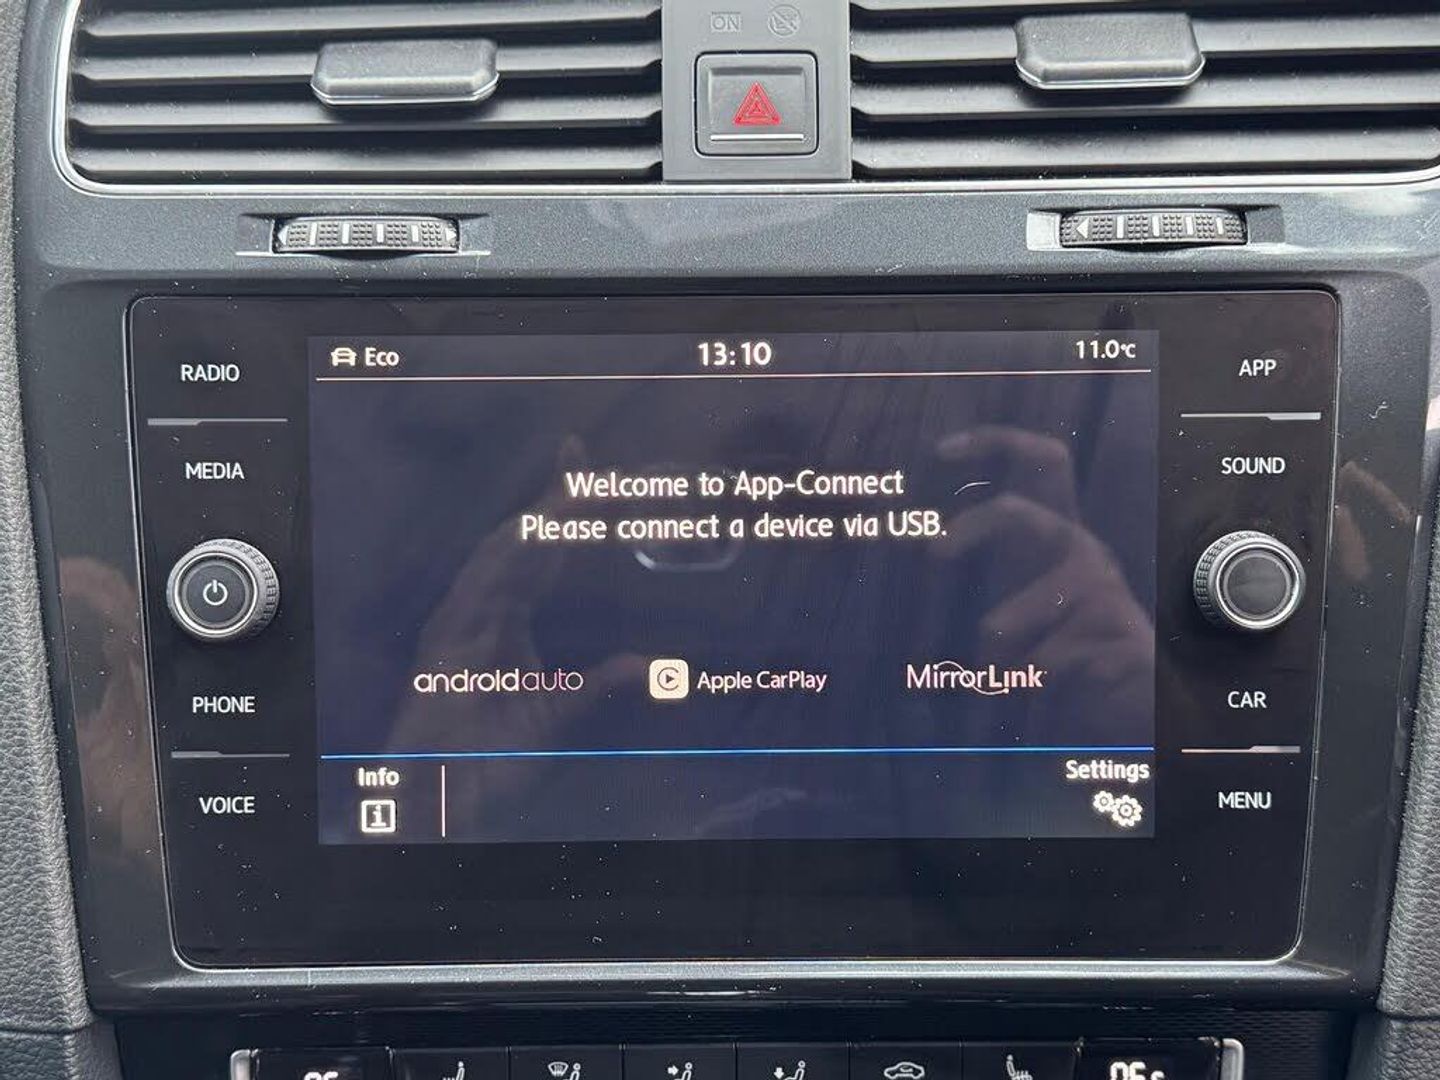 ON
RADIO
MEDIA
PHONE
VOICE
Eco
13:10
11.0°C
Welcome to App-Connect
Please connect a device via USB.
androidauto
Apple CarPlay
MirrorLink
Info
Settings
APP
SOUND
CAR
MENU